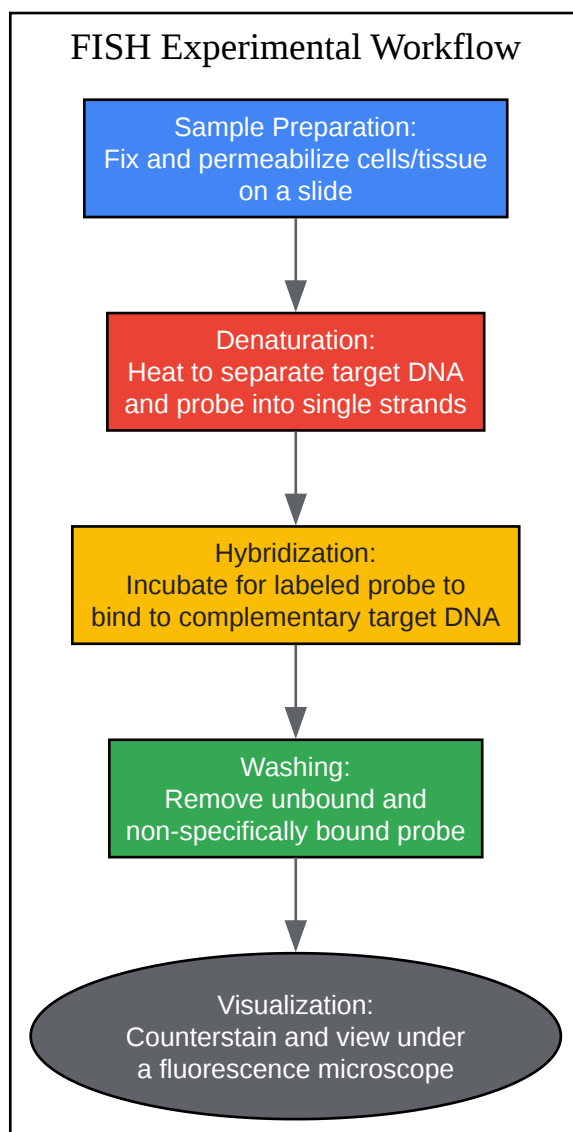 FISH Experimental Workflow
Sample Preparation:
Fix and permeabilize cells/tissue
on a slide
Denaturation:
Heat to separate target DNA
and probe into single strands
Hybridization:
Incubate for labeled probe to
bind to complementary target DNA
Washing:
Remove unbound and
non-specifically bound probe
Visualization:
Counterstain and view under
a fluorescence microscope